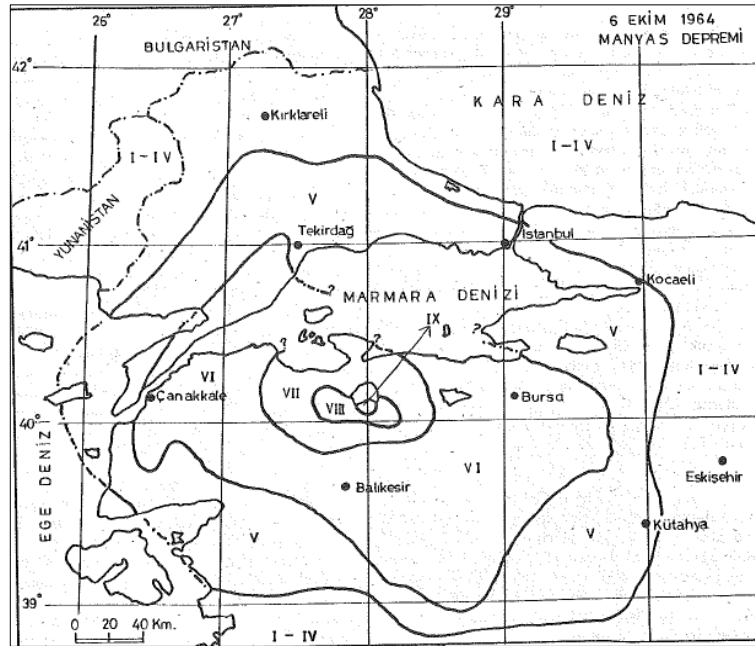 26° 27° 28° 29°
6 EKİM 1964
MANYAS DEPREMİ
BULGARİSTAN
42°
KARA DENİZ
Kırklareli
I-IV
I-IV
V
YUNANİSTAN
Tekirdağ
İstanbul
41°
Kocaeli
MARMARA DENİZİ
IX
V
VI
VII
I-IV
Çanakkale
VIII
Bursa
40°
EGE DENİZ
VI
Eskişehir
Balıkesir
V
V
Kütahya
39°
0 20 40 Km.
I-IV